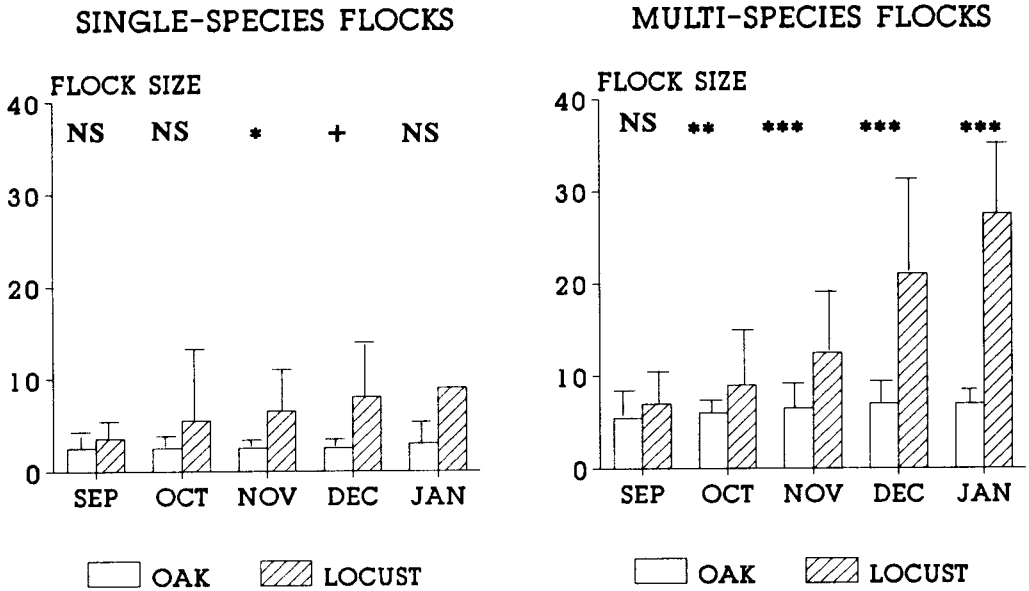 SINGLE-SPECIES FLOCKS
FLOCK SIZE
40
30
20
10
0
NS NS * + NS
SEP OCT NOV DEC JAN
OAK LOCUST
MULTI-SPECIES FLOCKS
FLOCK SIZE
40
30
20
10
0
NS ** *** *** ***
SEP OCT NOV DEC JAN
OAK LOCUST